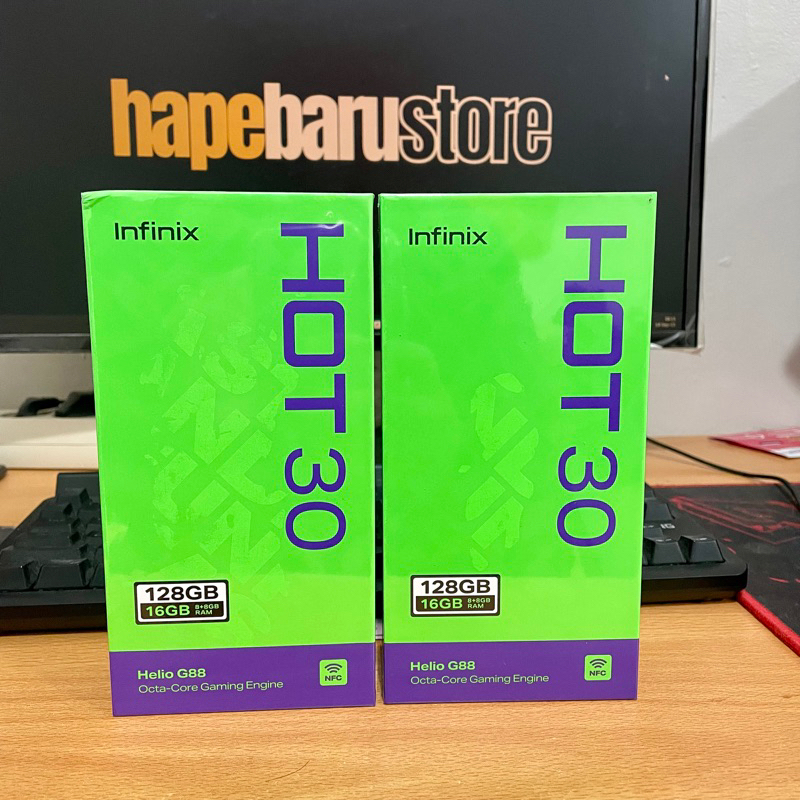 hapebarustore
Infinix
HOT 30
128GB
16GB 8+8GB RAM
Helio G88
Octa-Core Gaming Engine
NFC
Infinix
HOT 30
128GB
16GB 8+8GB RAM
Helio G88
Octa-Core Gaming Engine
NFC